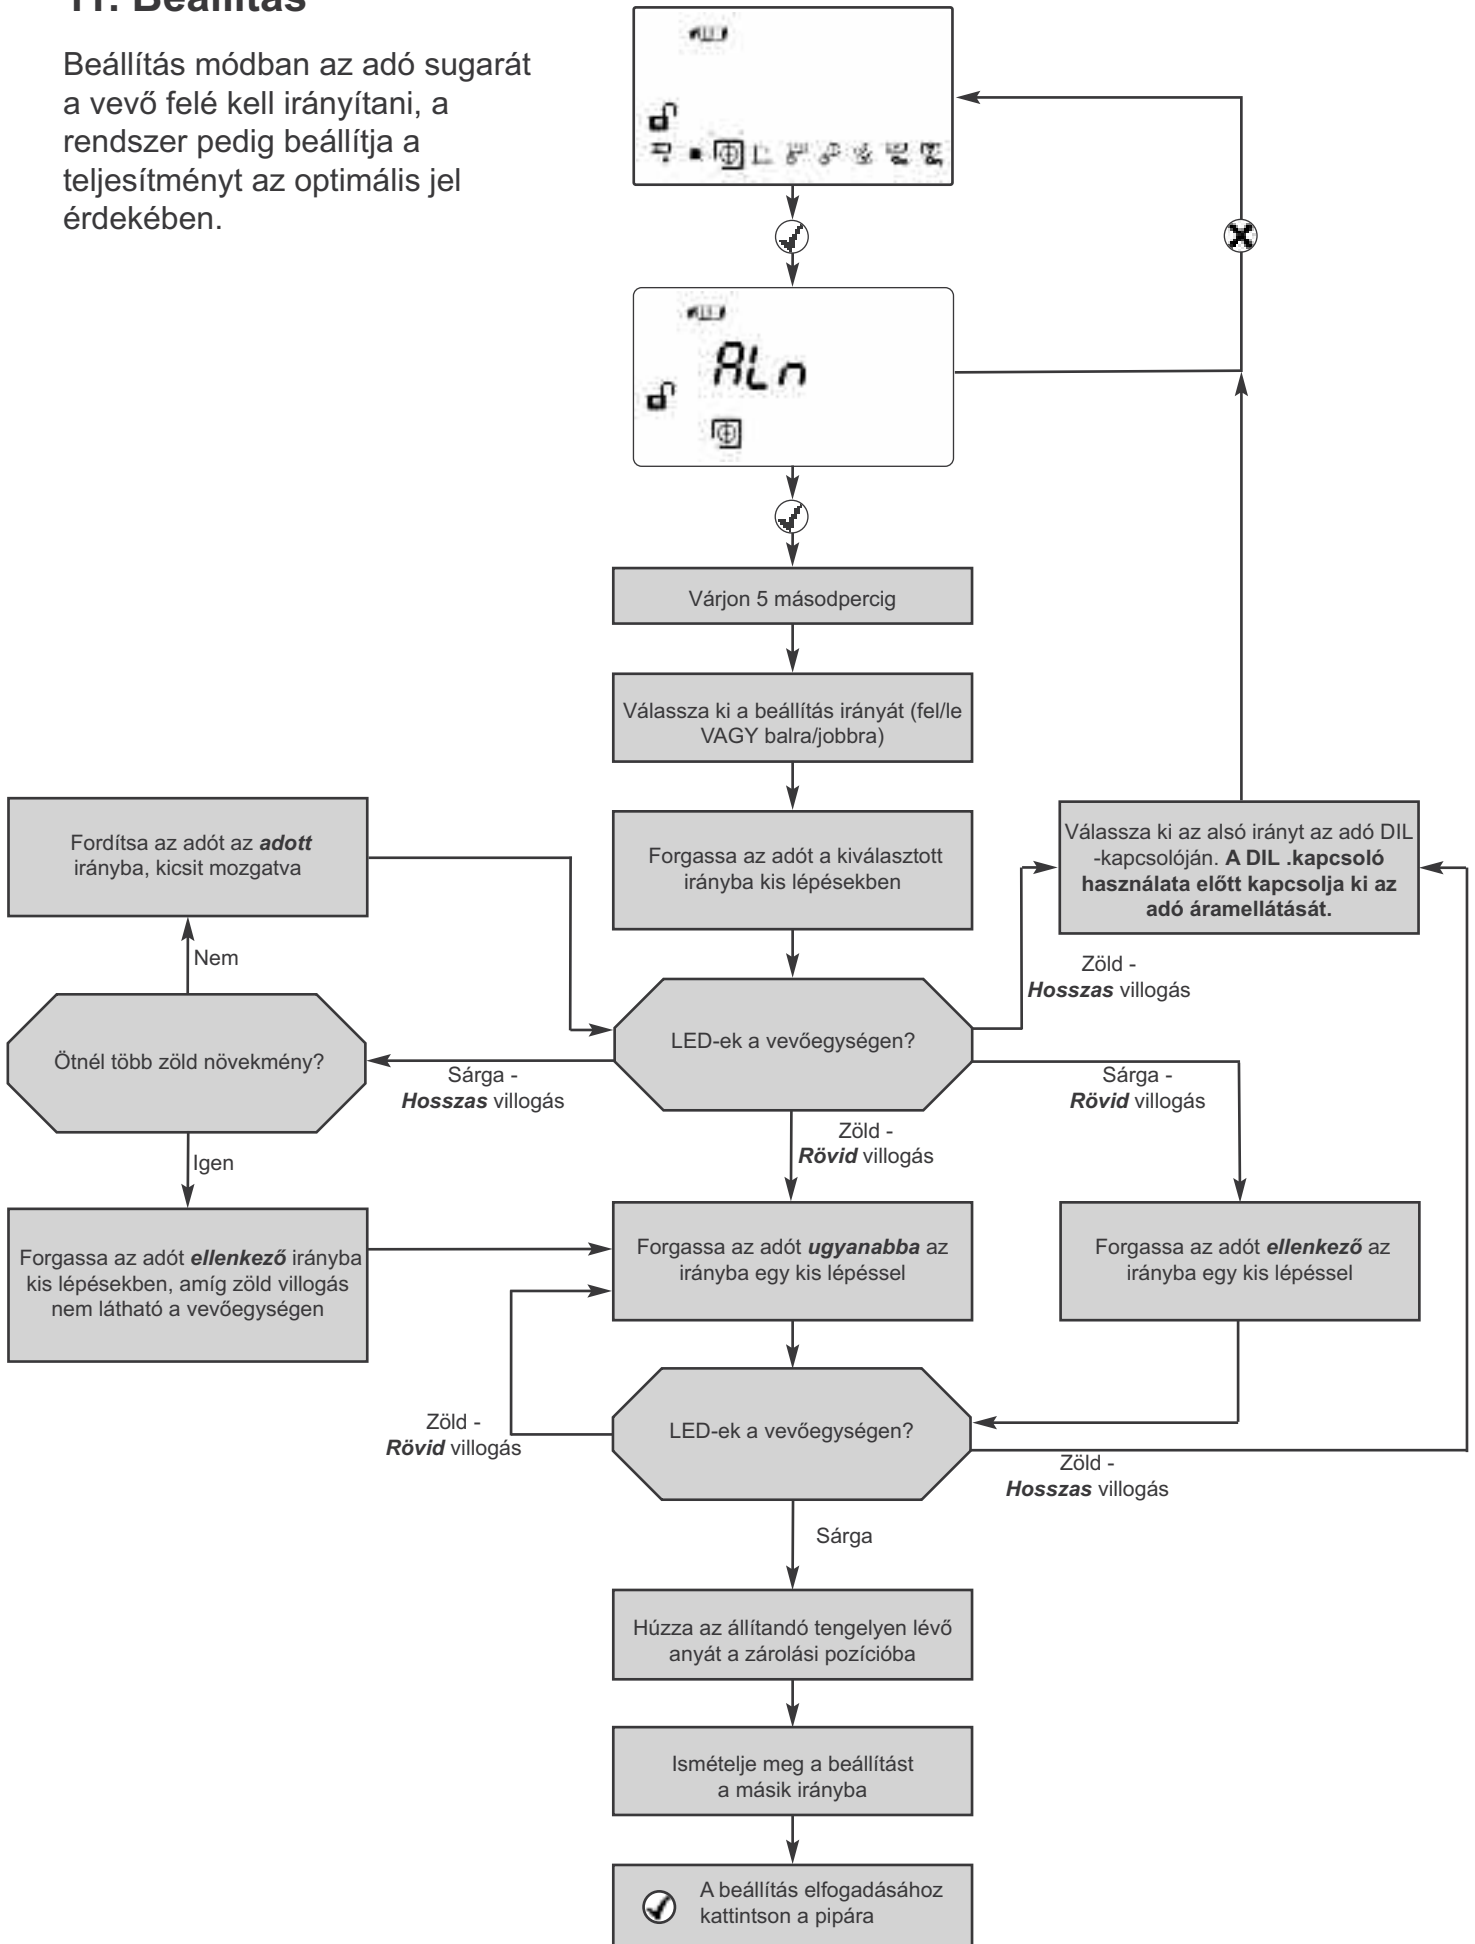 11. Beállítás
Beállítás módban az adó sugarát
a vevő felé kell irányítani, a
rendszer pedig beállítja a
teljesítményt az optimális jel
érdekében.
ALn
Várjon 5 másodpercig
Válassza ki a beállítás irányát (fel/le
VAGY balra/jobbra)
Fordítsa az adót az adott
irányba, kicsit mozgatva
Forgassa az adót a kiválasztott
irányba kis lépésekben
Válassza ki az alsó irányt az adó DIL
-kapcsolóján. A DIL .kapcsoló
használata előtt kapcsolja ki az
adó áramellátását.
Nem
Zöld -
Hosszas villogás
Ötnél több zöld növekmény?
LED-ek a vevőegységen?
Sárga -
Hosszas villogás
Sárga -
Rövid villogás
Zöld -
Rövid villogás
Igen
Forgassa az adót ellenkező irányba
kis lépésekben, amíg zöld villogás
nem látható a vevőegységen
Forgassa az adót ugyanabba az
irányba egy kis lépéssel
Forgassa az adót ellenkező az
irányba egy kis lépéssel
Zöld -
Rövid villogás
LED-ek a vevőegységen?
Zöld -
Hosszas villogás
Sárga
Húzza az állítandó tengelyen lévő
anyát a zárolási pozícióba
Ismételje meg a beállítást
a másik irányba
A beállítás elfogadásához
kattintson a pipára